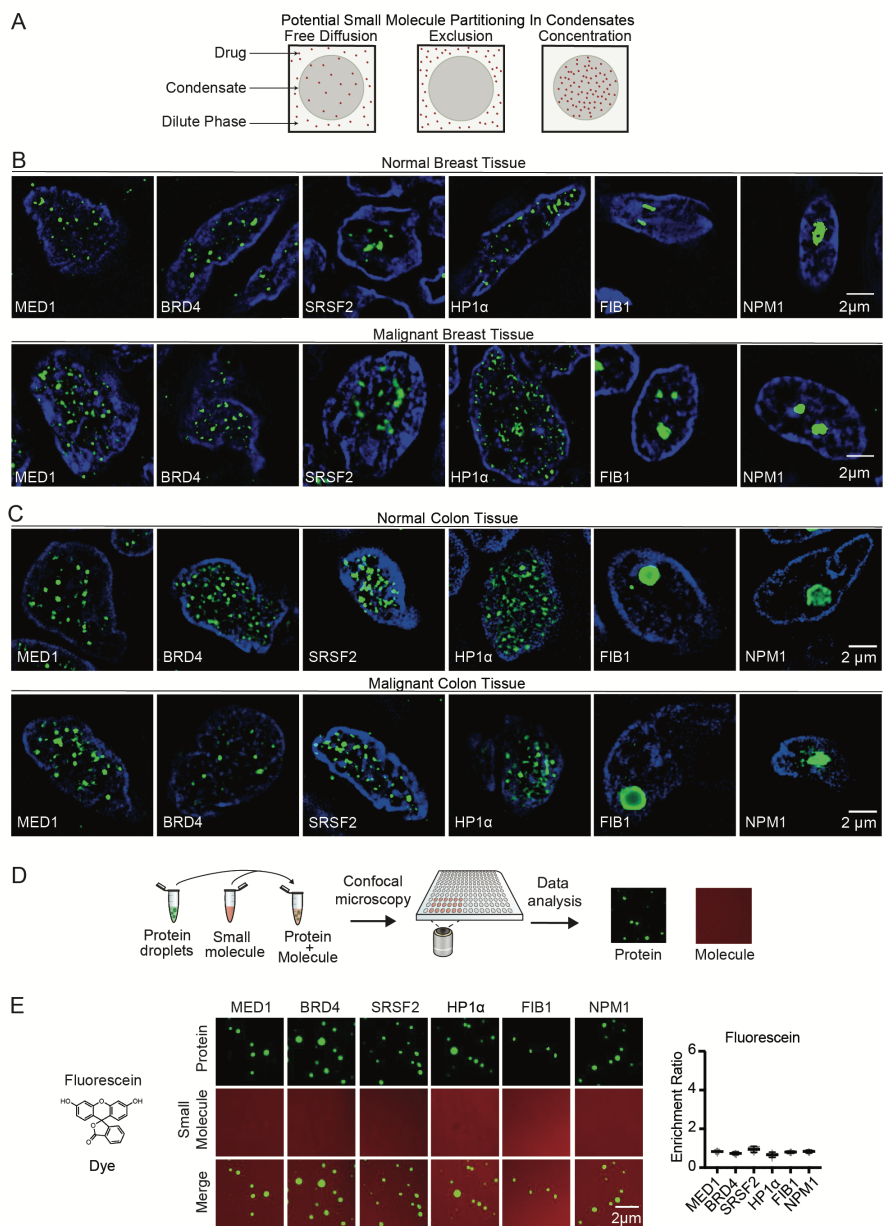 A
Potential Small Molecule Partitioning In Condensates
Free Diffusion Exclusion Concentration
Drug
Condensate
Dilute Phase
B
Normal Breast Tissue
MED1 BRD4 SRSF2 HP1α FIB1 NPM1 2µm
Malignant Breast Tissue
MED1 BRD4 SRSF2 HP1α FIB1 NPM1 2µm
C
Normal Colon Tissue
MED1 BRD4 SRSF2 HP1α FIB1 NPM1 2 µm
Malignant Colon Tissue
MED1 BRD4 SRSF2 HP1α FIB1 NPM1 2 µm
D
Protein droplets
Small molecule
Protein + Molecule
Confocal microscopy
Data analysis
Protein Molecule
E
Fluorescein
HO O OH
O
O
Dye
MED1 BRD4 SRSF2 HP1α FIB1 NPM1
Protein
Small Molecule
Merge
2µm
Fluorescein
Enrichment Ratio
6
4
2
0
MED1 BRD4 SRSF2 HP1α FIB1 NPM1